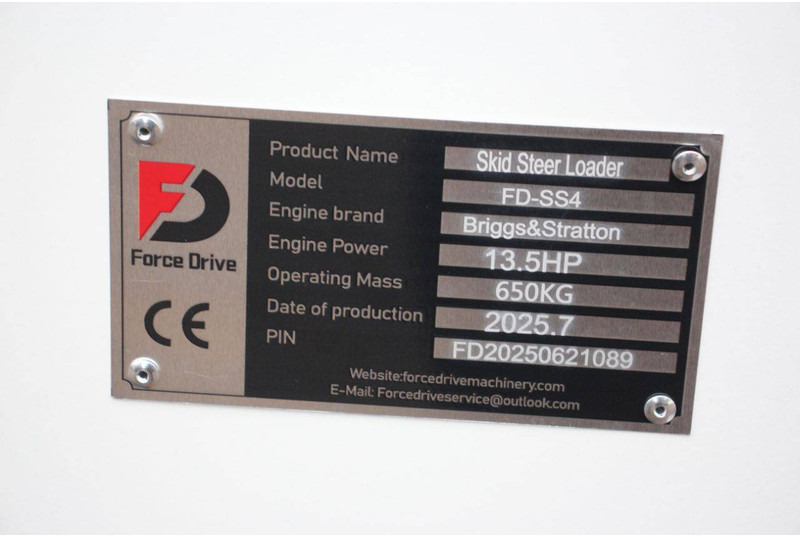 Force Drive
CE
Product Name Skid Steer Loader
Model FD-SS4
Engine brand Briggs&Stratton
Engine Power 13.5HP
Operating Mass 650KG
Date of production 2025.7
PIN FD20250621089
Website:forcedrivemachinery.com
E-Mail: Forcedriveservice@outlook.com